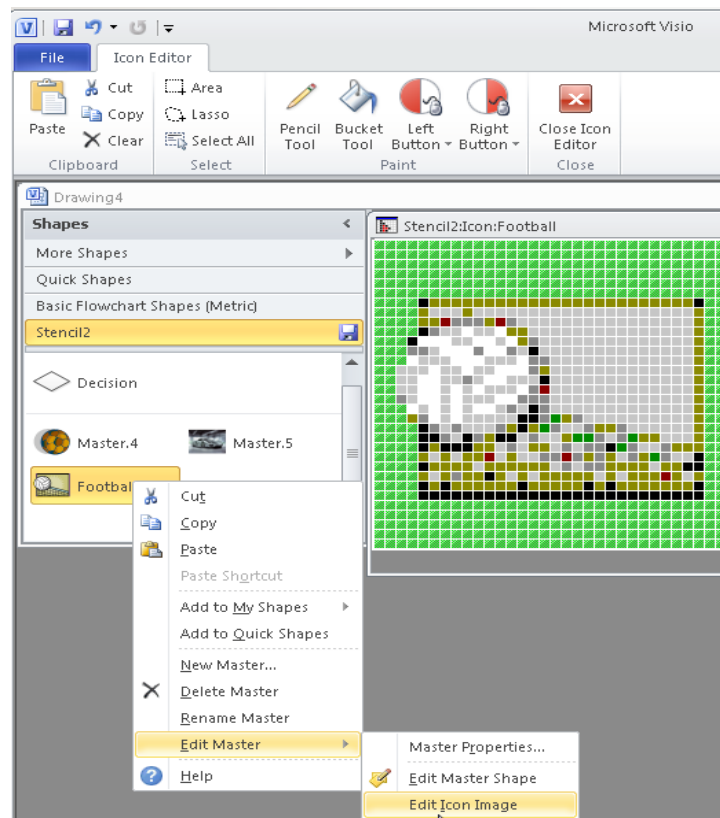 Microsoft Visio
File
Icon Editor
Cut
Area
Copy
Lasso
Paste
Clear
Select All
Pencil Tool
Bucket Tool
Left Button
Right Button
Close Icon Editor
Clipboard
Select
Paint
Close
Drawing4
Shapes
Stencil2:Icon:Football
More Shapes
Quick Shapes
Basic Flowchart Shapes (Metric)
Stencil2
Decision
Master.4
Master.5
Footbal
Cut
Copy
Paste
Paste Shortcut
Add to My Shapes
Add to Quick Shapes
New Master...
Delete Master
Rename Master
Edit Master
Master Properties...
Help
Edit Master Shape
Edit Icon Image